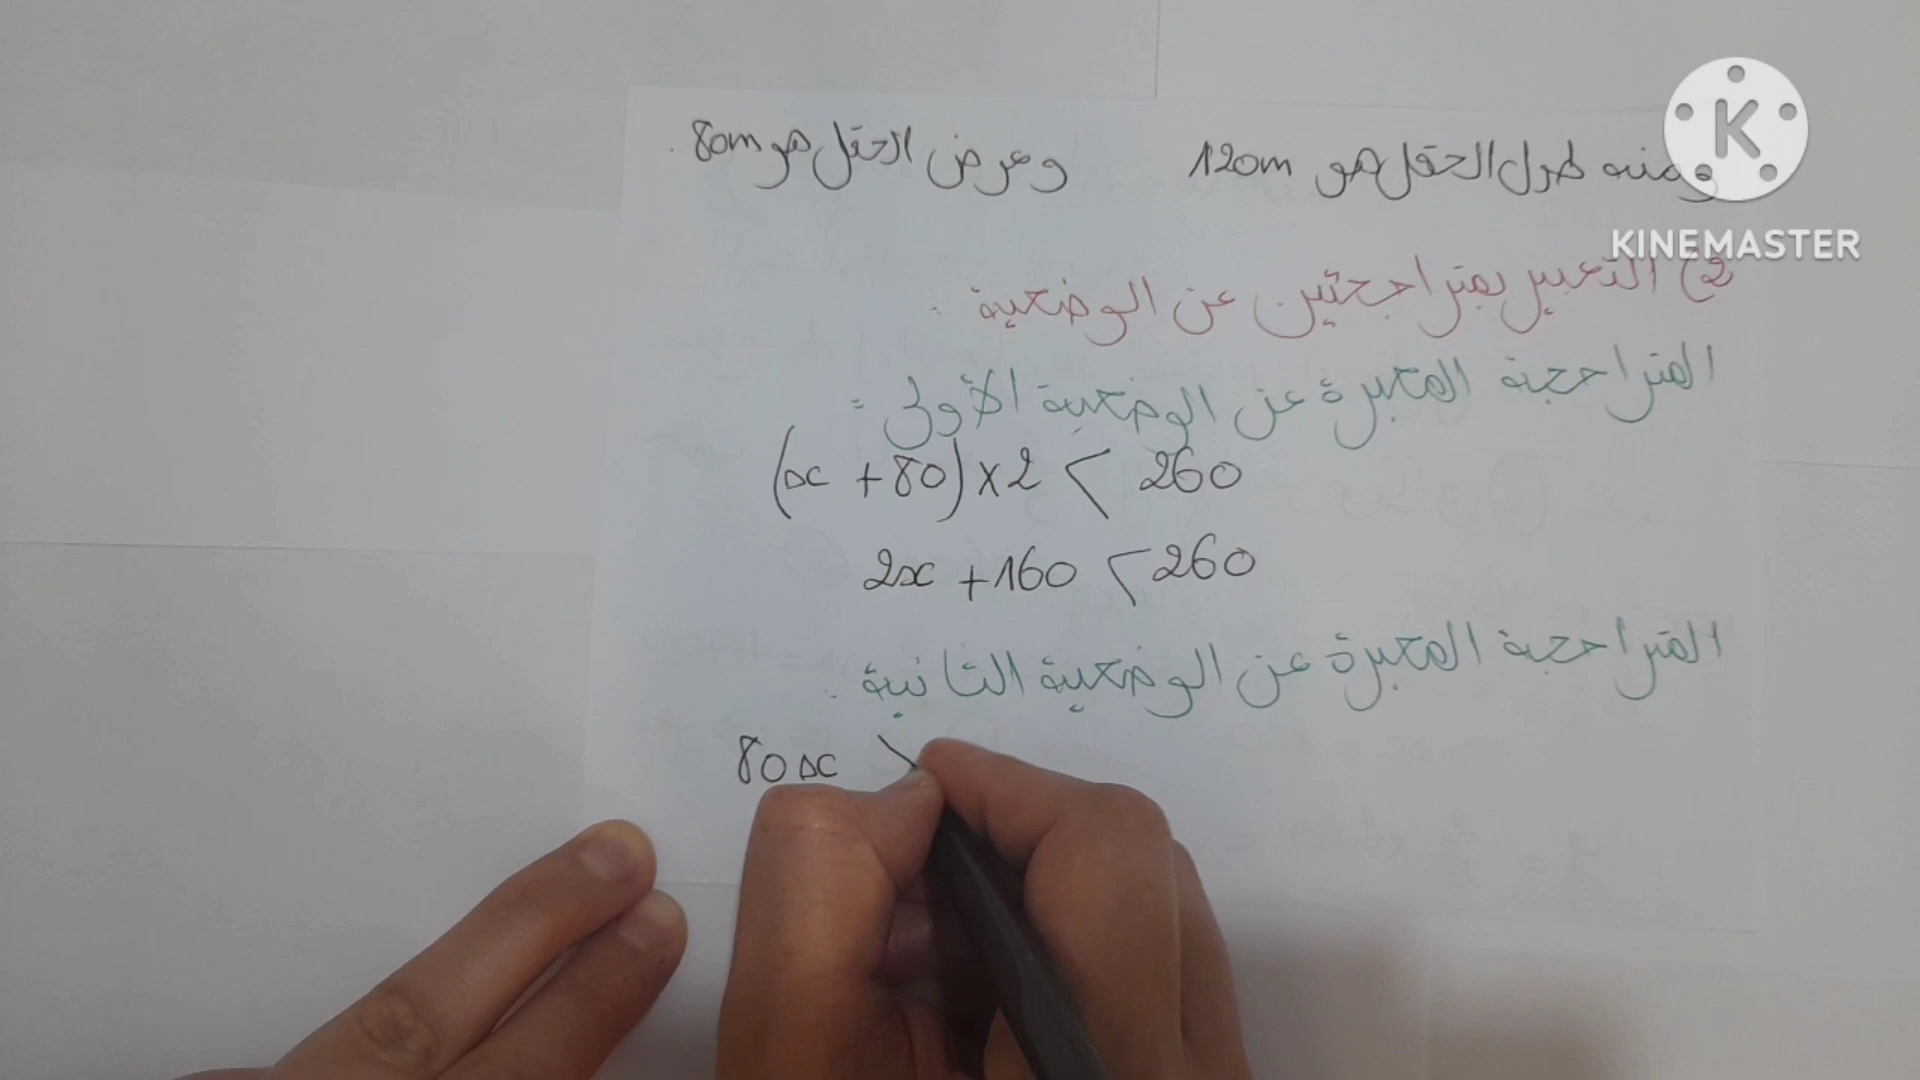 ومنه طول الحقل هو 120m وعرض الحقل هو 80m.
K
KINEMASTER
2) التعبير بمتراجحتين عن الوضعية :
المتراجحة المعبرة عن الوضعية الأولى :
(x + 80) × 2 < 260
2x + 160 < 260
المتراجحة المعبرة عن الوضعية الثانية :
80x >